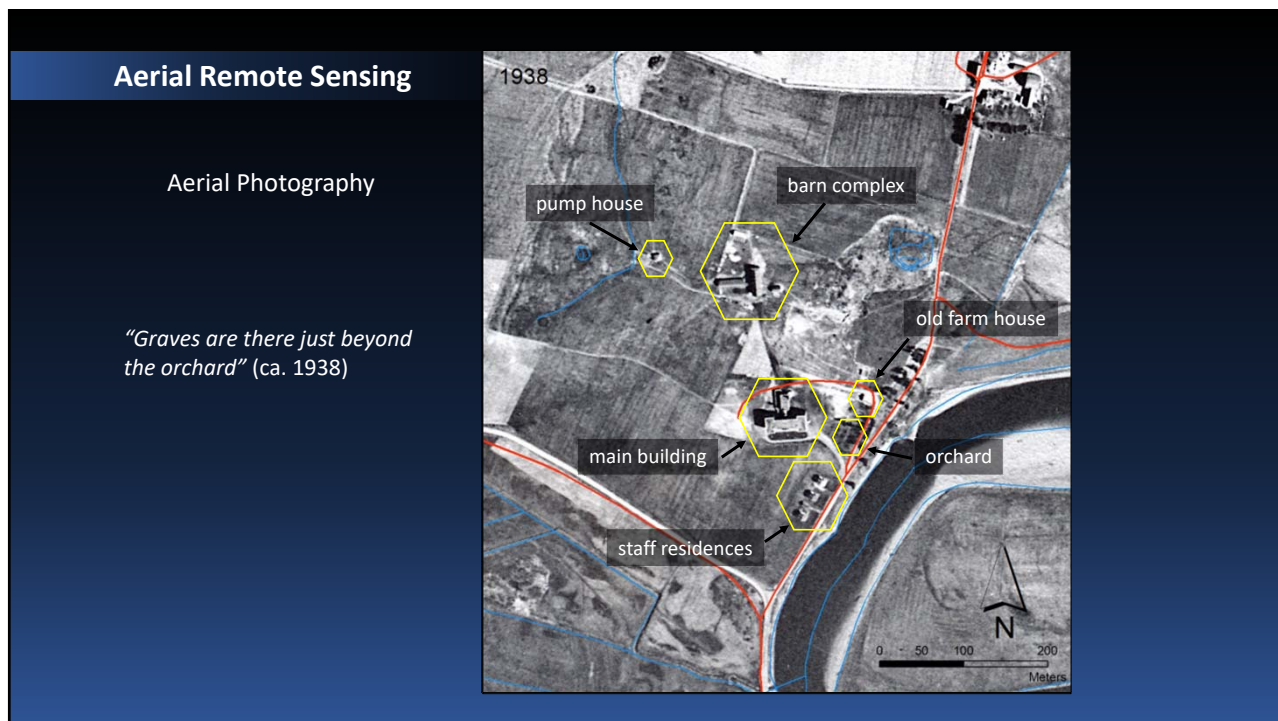 Aerial Remote Sensing
Aerial Photography
“Graves are there just beyond
the orchard” (ca. 1938)
1938
barn complex
pump house
old farm house
main building
orchard
staff residences
N
0 50 100 200
Meters